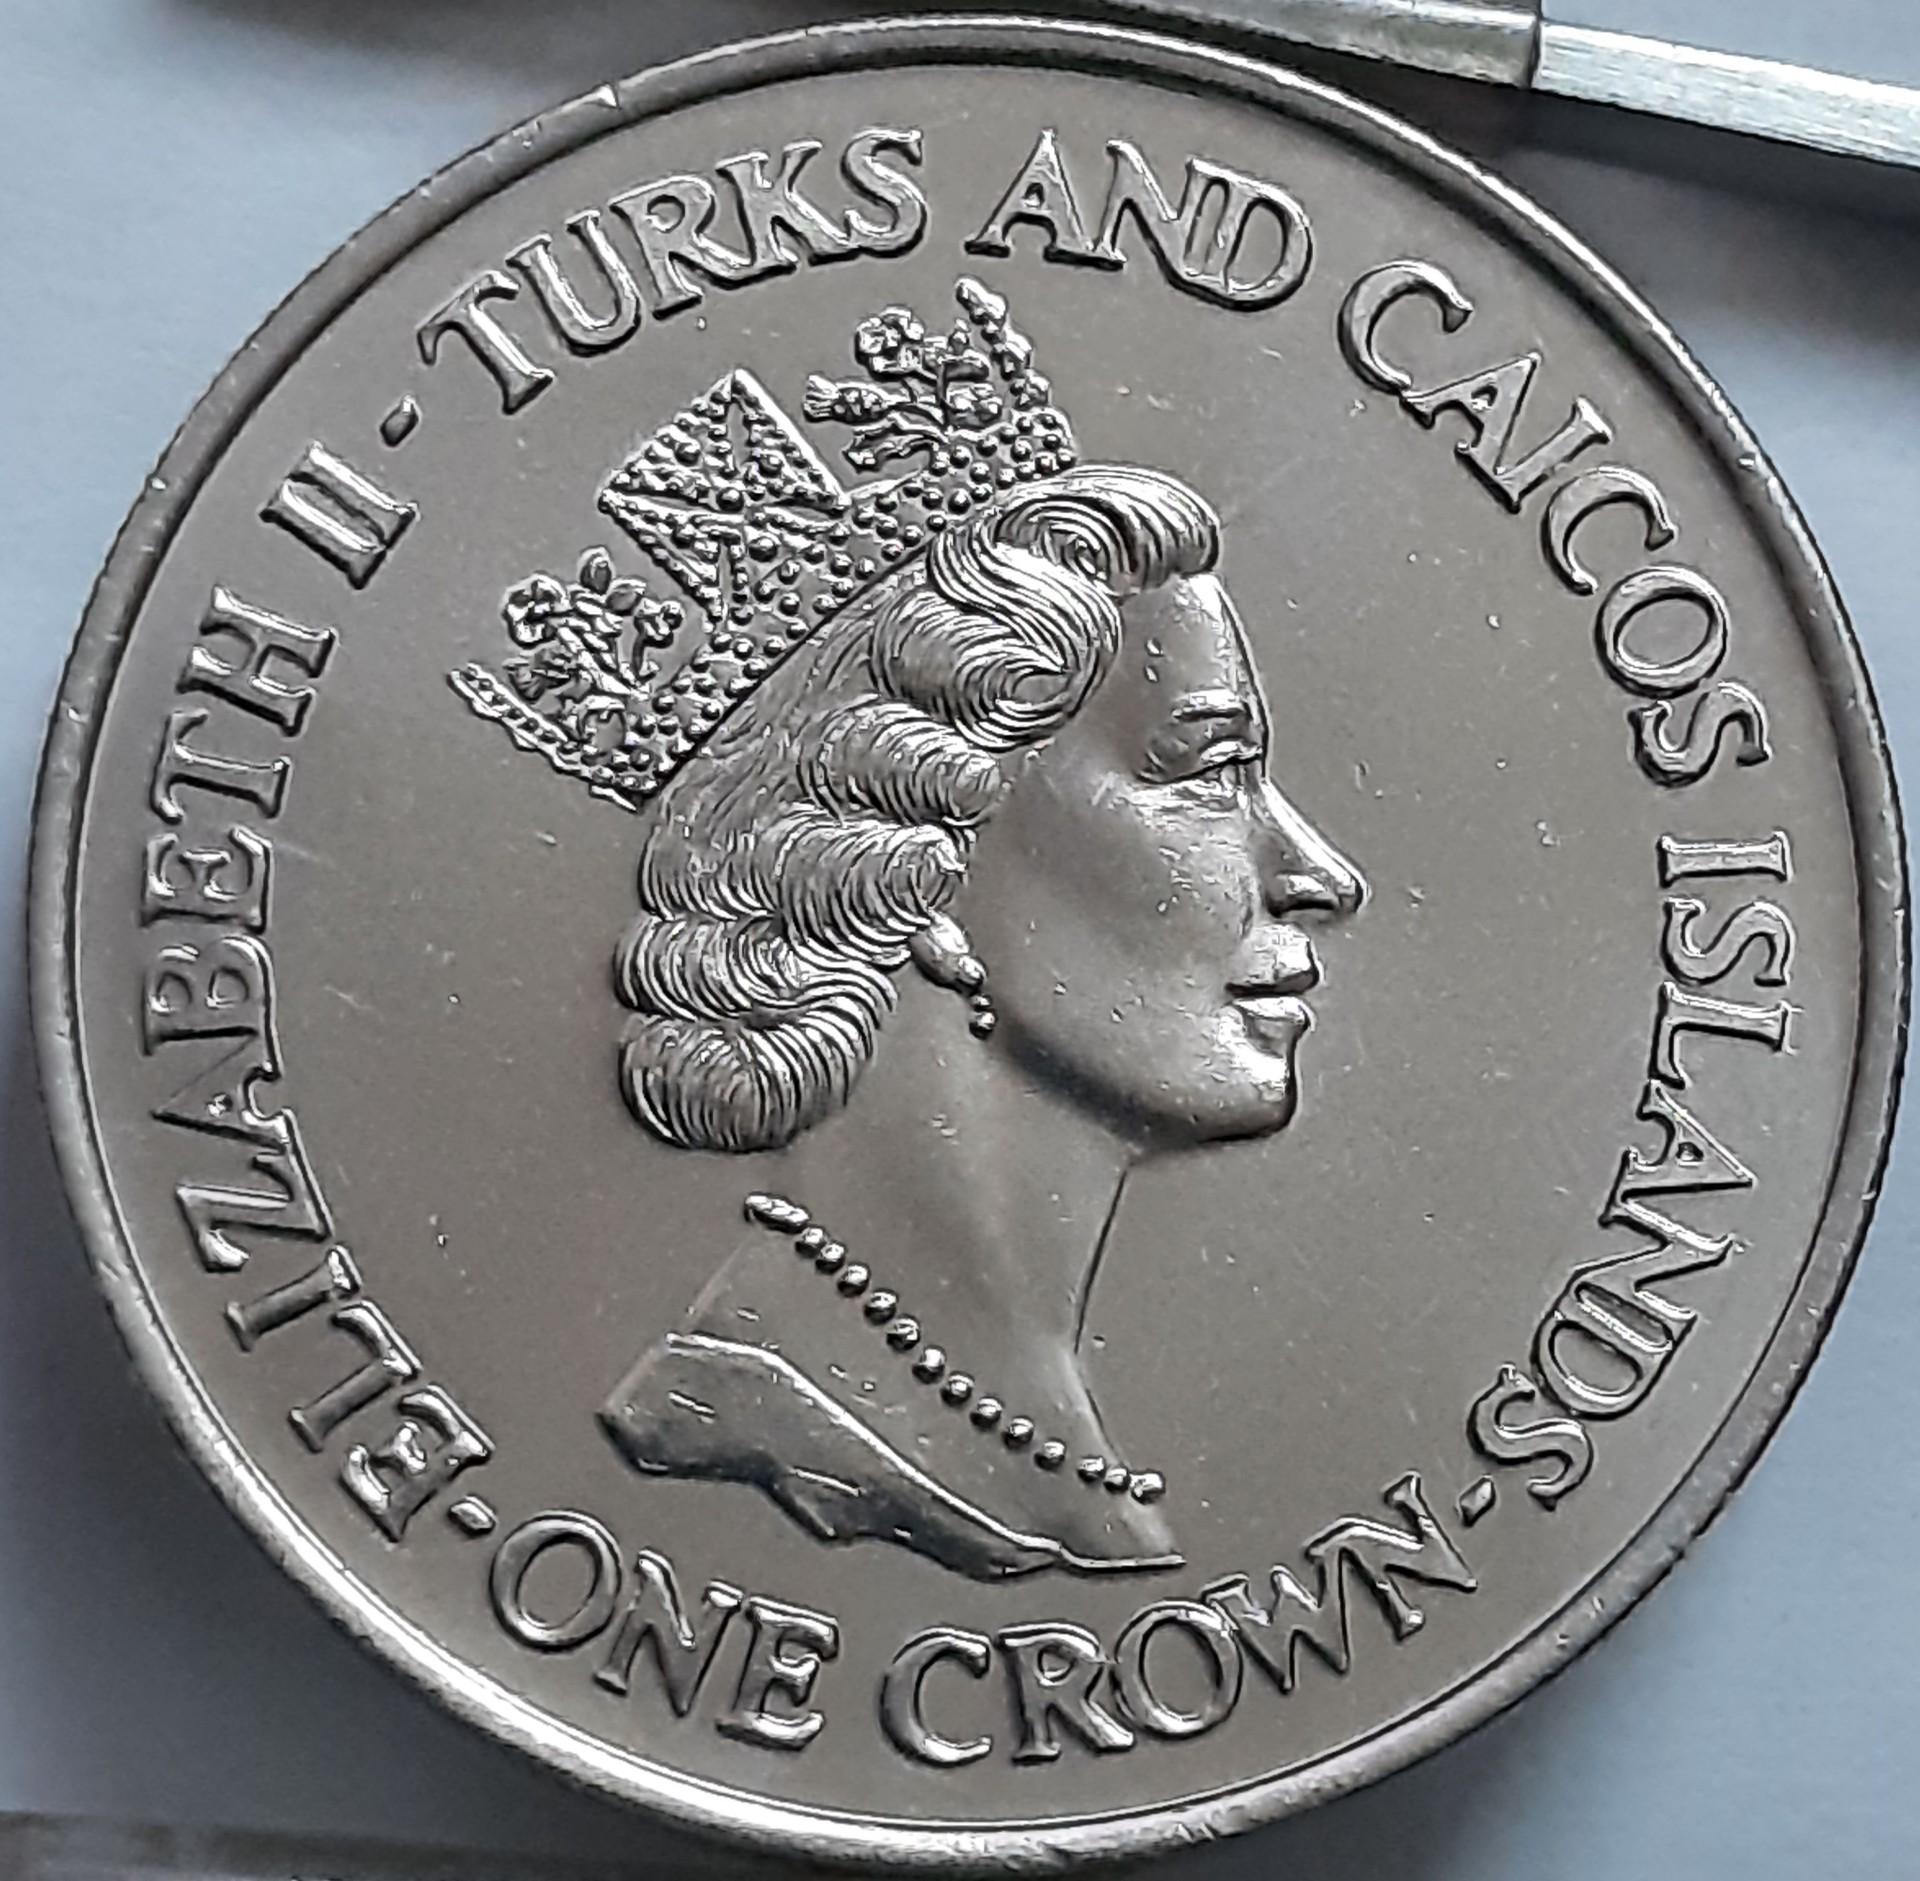 ELIZABETH II - TURKS AND CAICOS ISLANDS - ONE CROWN -